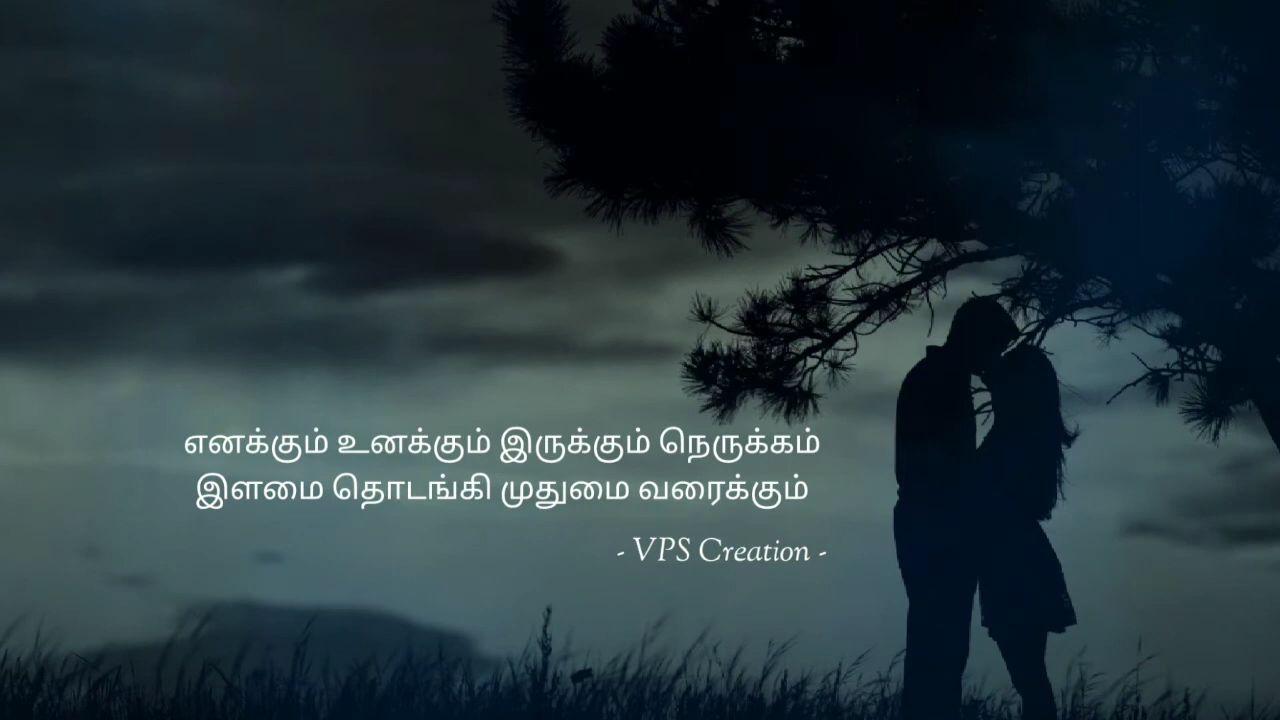 எனக்கும் உனக்கும் இருக்கும் நெருக்கம்
இளமை தொடங்கி முதுமை வரைக்கும்
- VPS Creation -